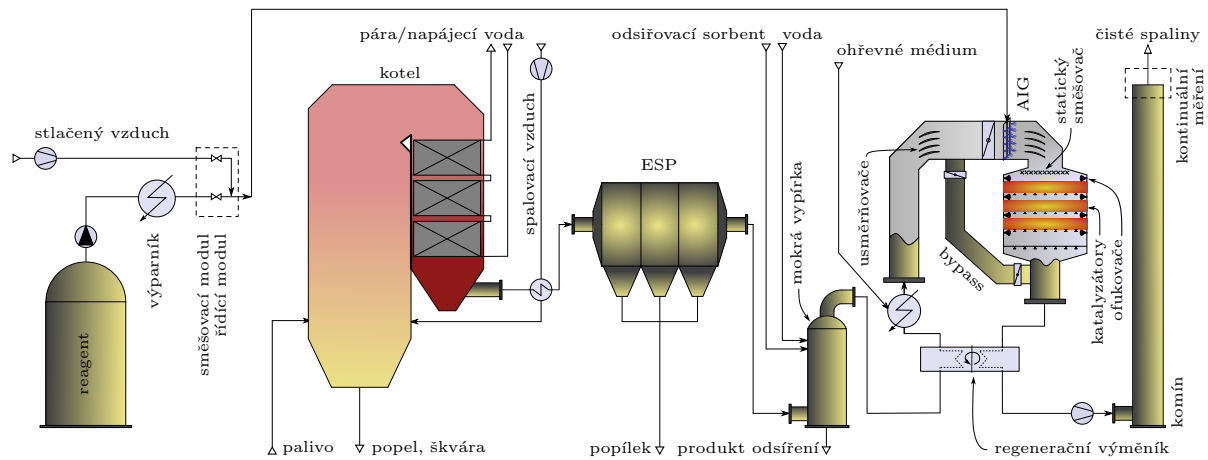 pára/napájecí voda
kotel
stlačený vzduch
reagent
výparník
směšovací modul
řídící modul
palivo
popel, škvára
spalovací vzduch
ESP
popílek
odsiřovací sorbent
voda
mokrá vypírka
produkt odsíření
ohřevné médium
usměrňovače
bypass
AIG
statický
směšovač
katalyzátory
ofukovače
regenerační výměník
čisté spaliny
kontinuální
měření
komín